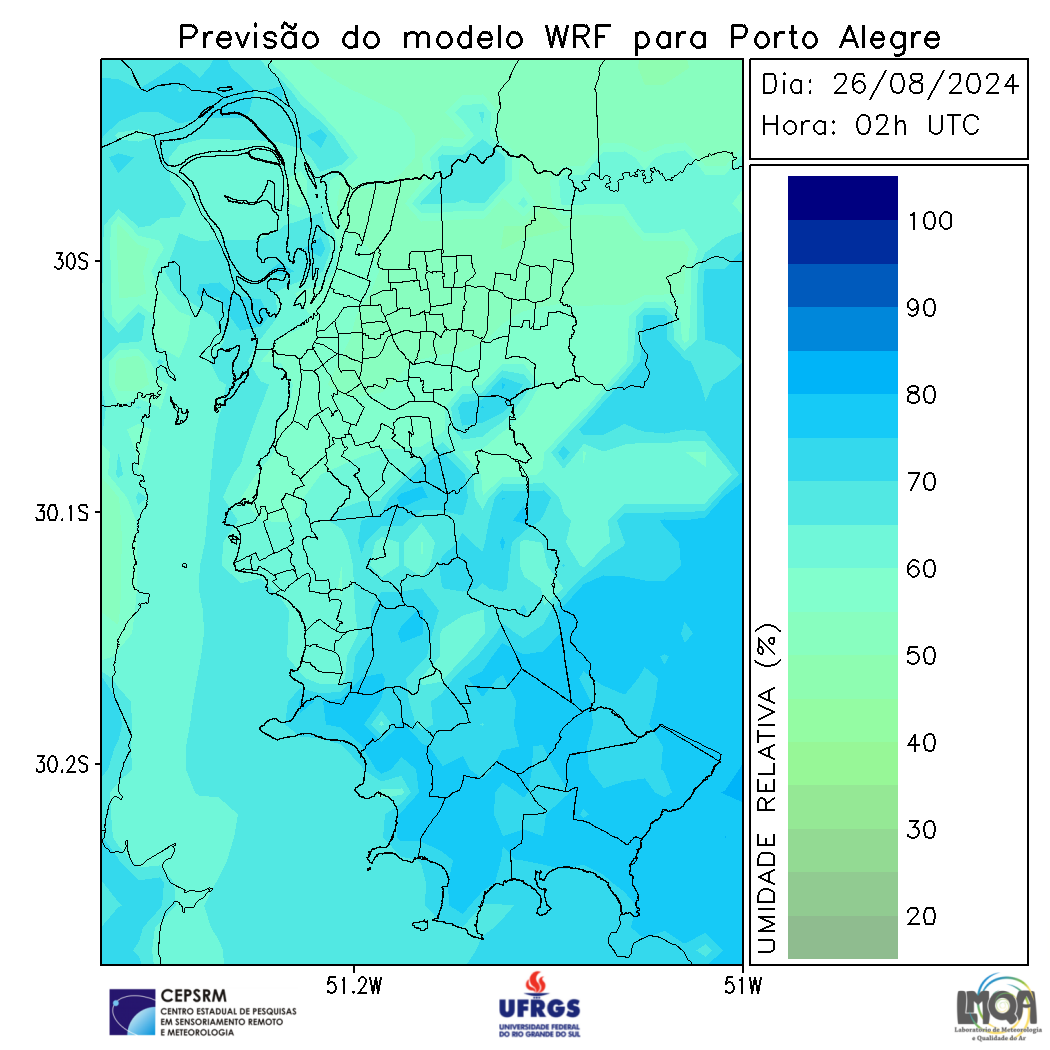 Previsão do modelo WRF para Porto Alegre
Dia: 26/08/2024
Hora: 02h UTC
100
90
80
70
60
50
40
30
20
UMIDADE RELATIVA (%)
30S
30.1S
30.2S
51.2W
51W
CEPSRM
CENTRO ESTADUAL DE PESQUISAS
EM SENSORIAMENTO REMOTO
E METEOROLOGIA
UFRGS
UNIVERSIDADE FEDERAL
DO RIO GRANDE DO SUL
LMQA
Laboratório de Meteorologia
e Qualidade do Ar